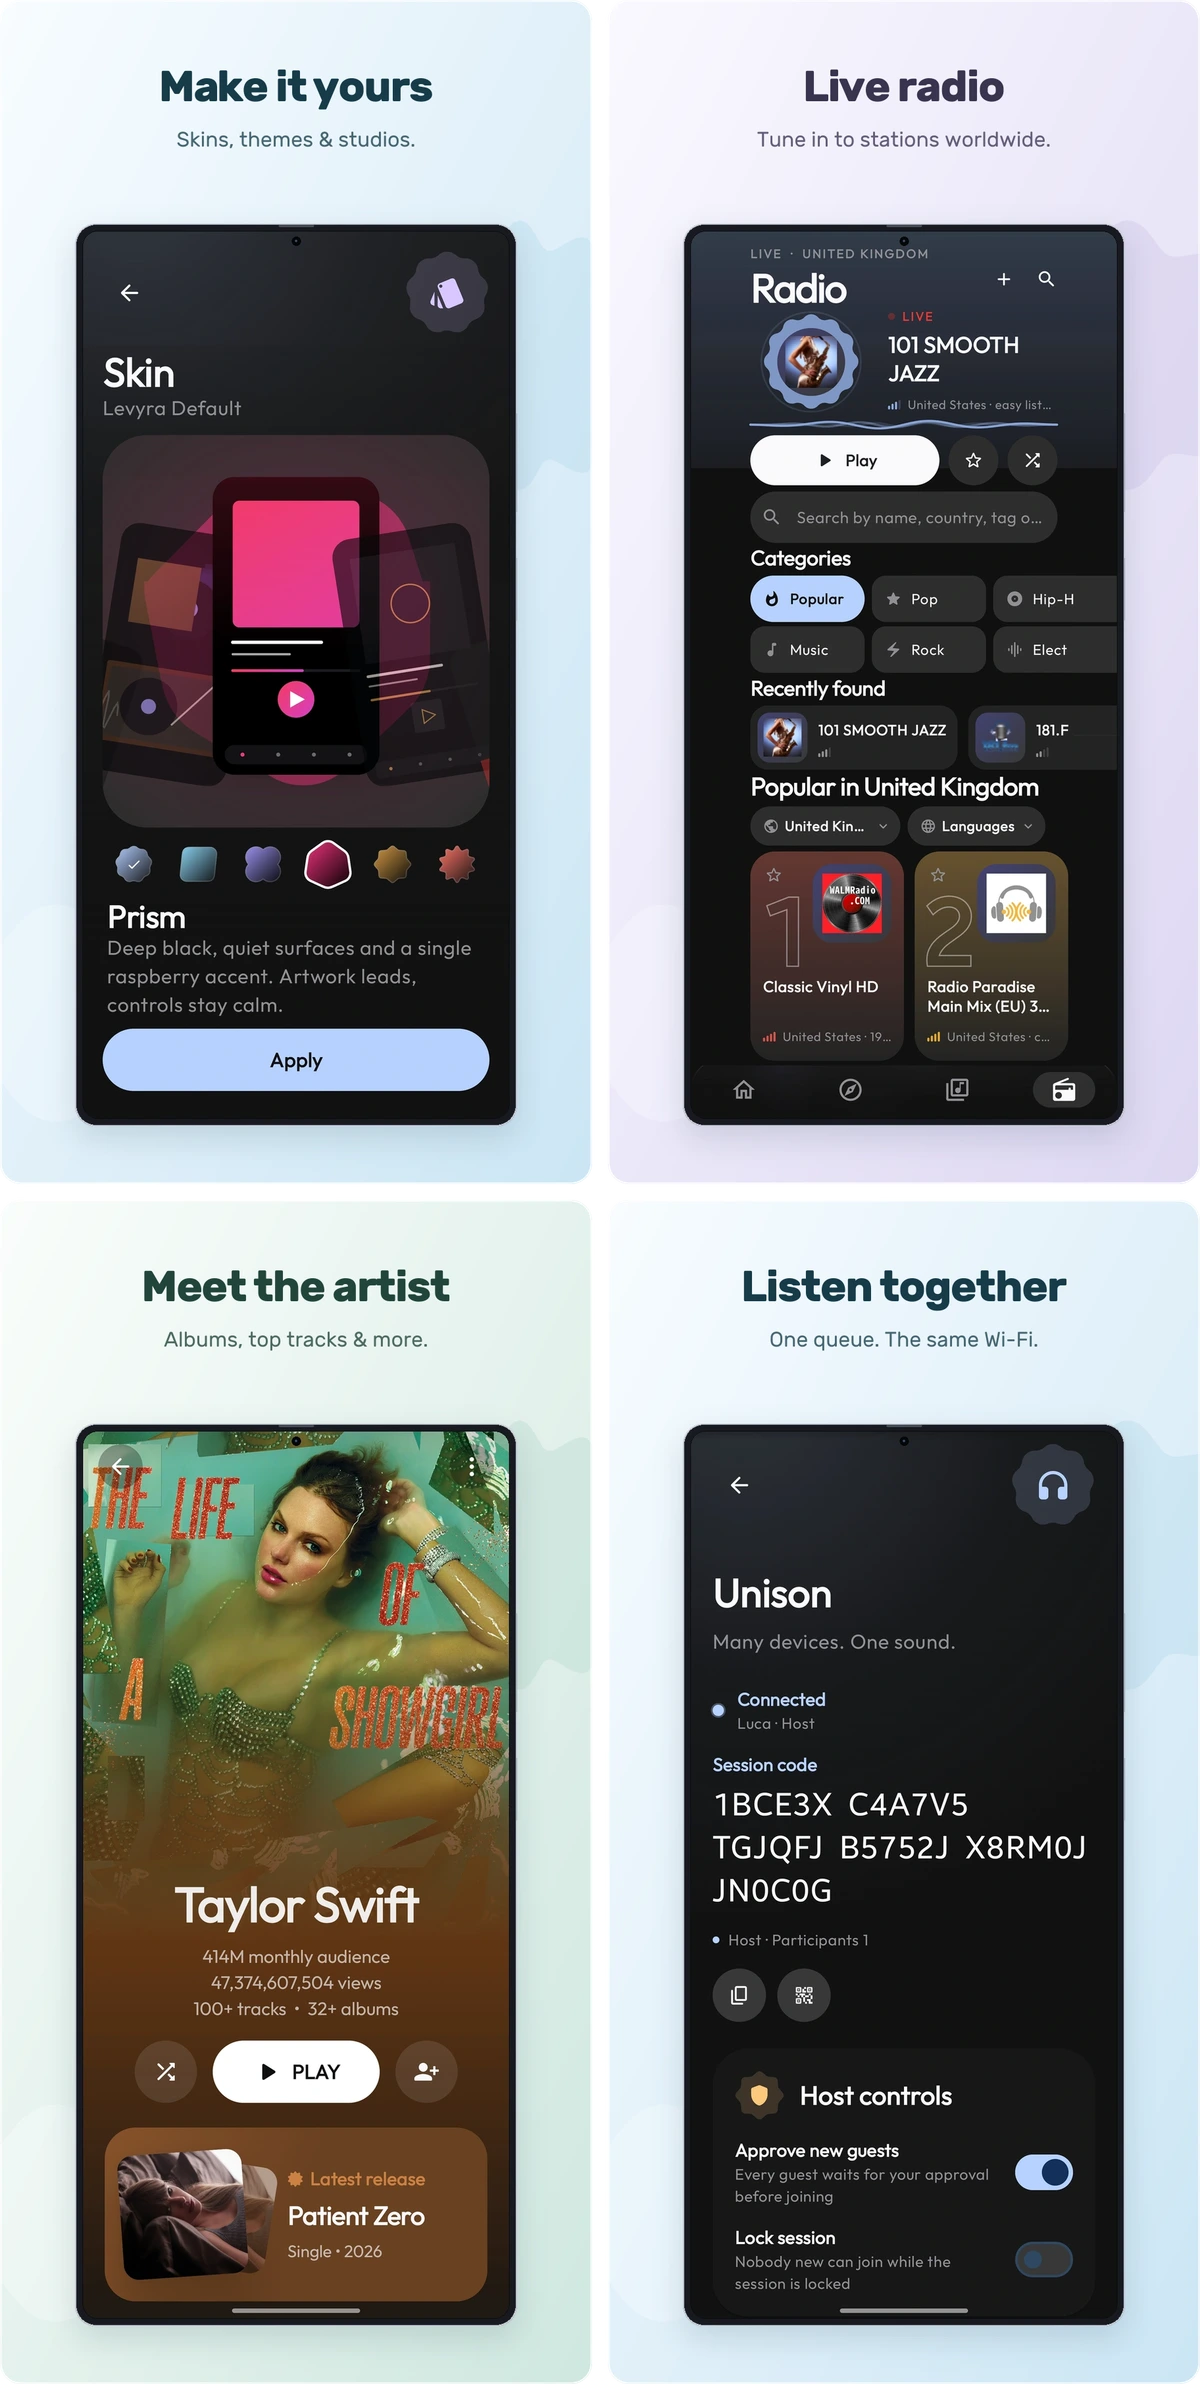 Make it yours
Skins, themes & studios.
Skin
Levyra Default
Prism
Deep black, quiet surfaces and a single
raspberry accent. Artwork leads,
controls stay calm.
Apply
Live radio
Tune in to stations worldwide.
LIVE · UNITED KINGDOM
Radio
LIVE
101 SMOOTH
JAZZ
United States · easy list...
Play
Search by name, country, tag o...
Categories
Popular
Pop
Hip-H
Music
Rock
Elect
Recently found
101 SMOOTH JAZZ
181.F
Popular in United Kingdom
United Kin...
Languages
1
WALMRadio
.COM
Classic Vinyl HD
United States · 19...
2
Radio Paradise
Main Mix (EU) 3...
United States · c...
Meet the artist
Albums, top tracks & more.
THE LIFE
OF
A
SHOWGIRL
Taylor Swift
414M monthly audience
47,374,607,504 views
100+ tracks • 32+ albums
PLAY
Latest release
Patient Zero
Single • 2026
Listen together
One queue. The same Wi-Fi.
Unison
Many devices. One sound.
Connected
Luca · Host
Session code
1BCE3X C4A7V5
TGJQFJ B5752J X8RM0J
JN0C0G
Host · Participants 1
Host controls
Approve new guests
Every guest waits for your approval
before joining
Lock session
Nobody new can join while the
session is locked